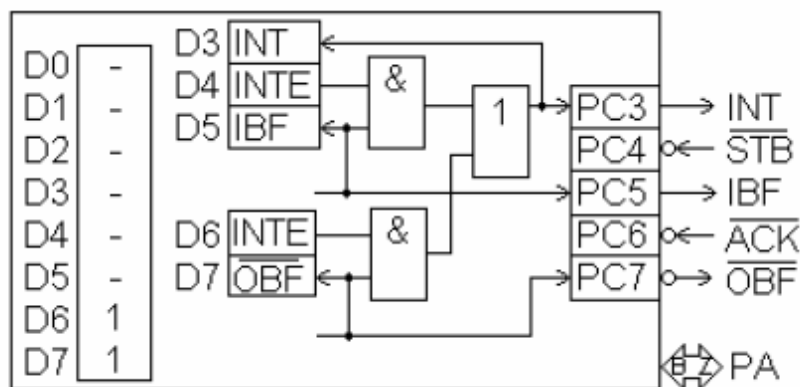 D0 -
D1 -
D2 -
D3 -
D4 -
D5 -
D6 1
D7 1
D3 INT
D4 INTE
D5 IBF
&
1
D6 INTE
D7 OBF
&
PC3 INT
PC4 STB
PC5 IBF
PC6 ACK
PC7 OBF
B Z PA